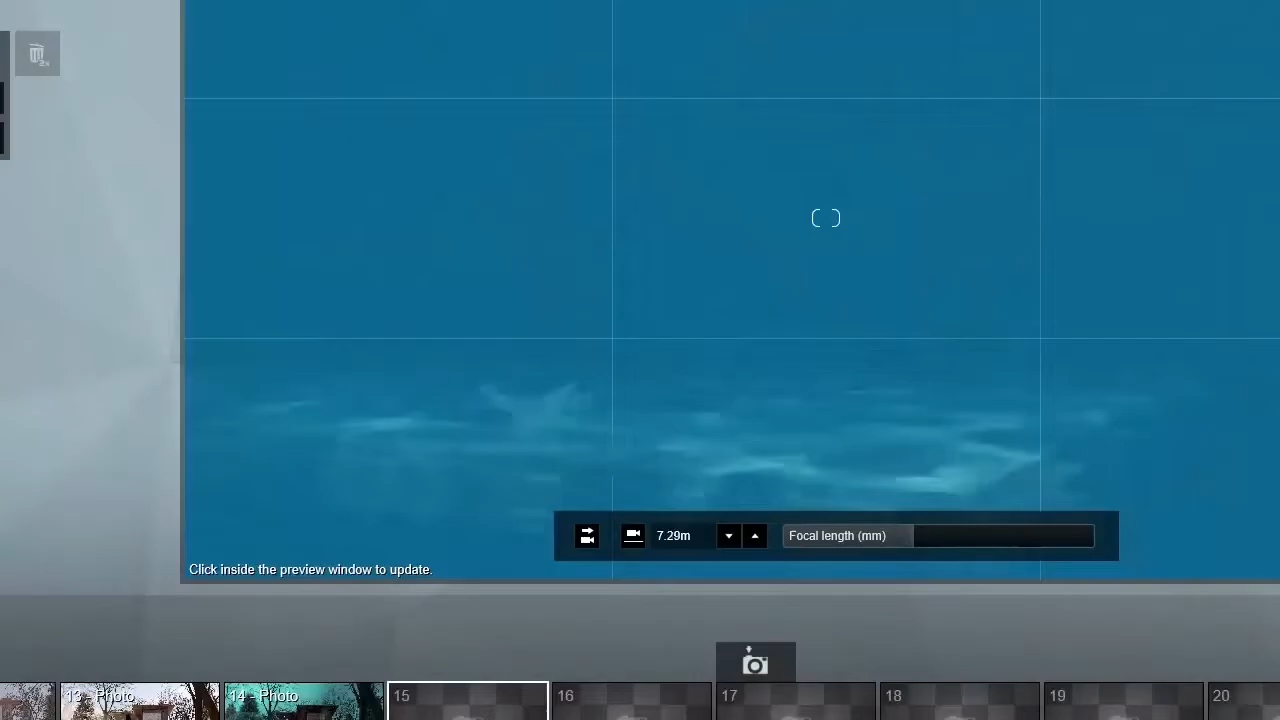 7.29m
Focal length (mm)
Click inside the preview window to update.
13 - Photo
14 - Photo
15
16
17
18
19
20